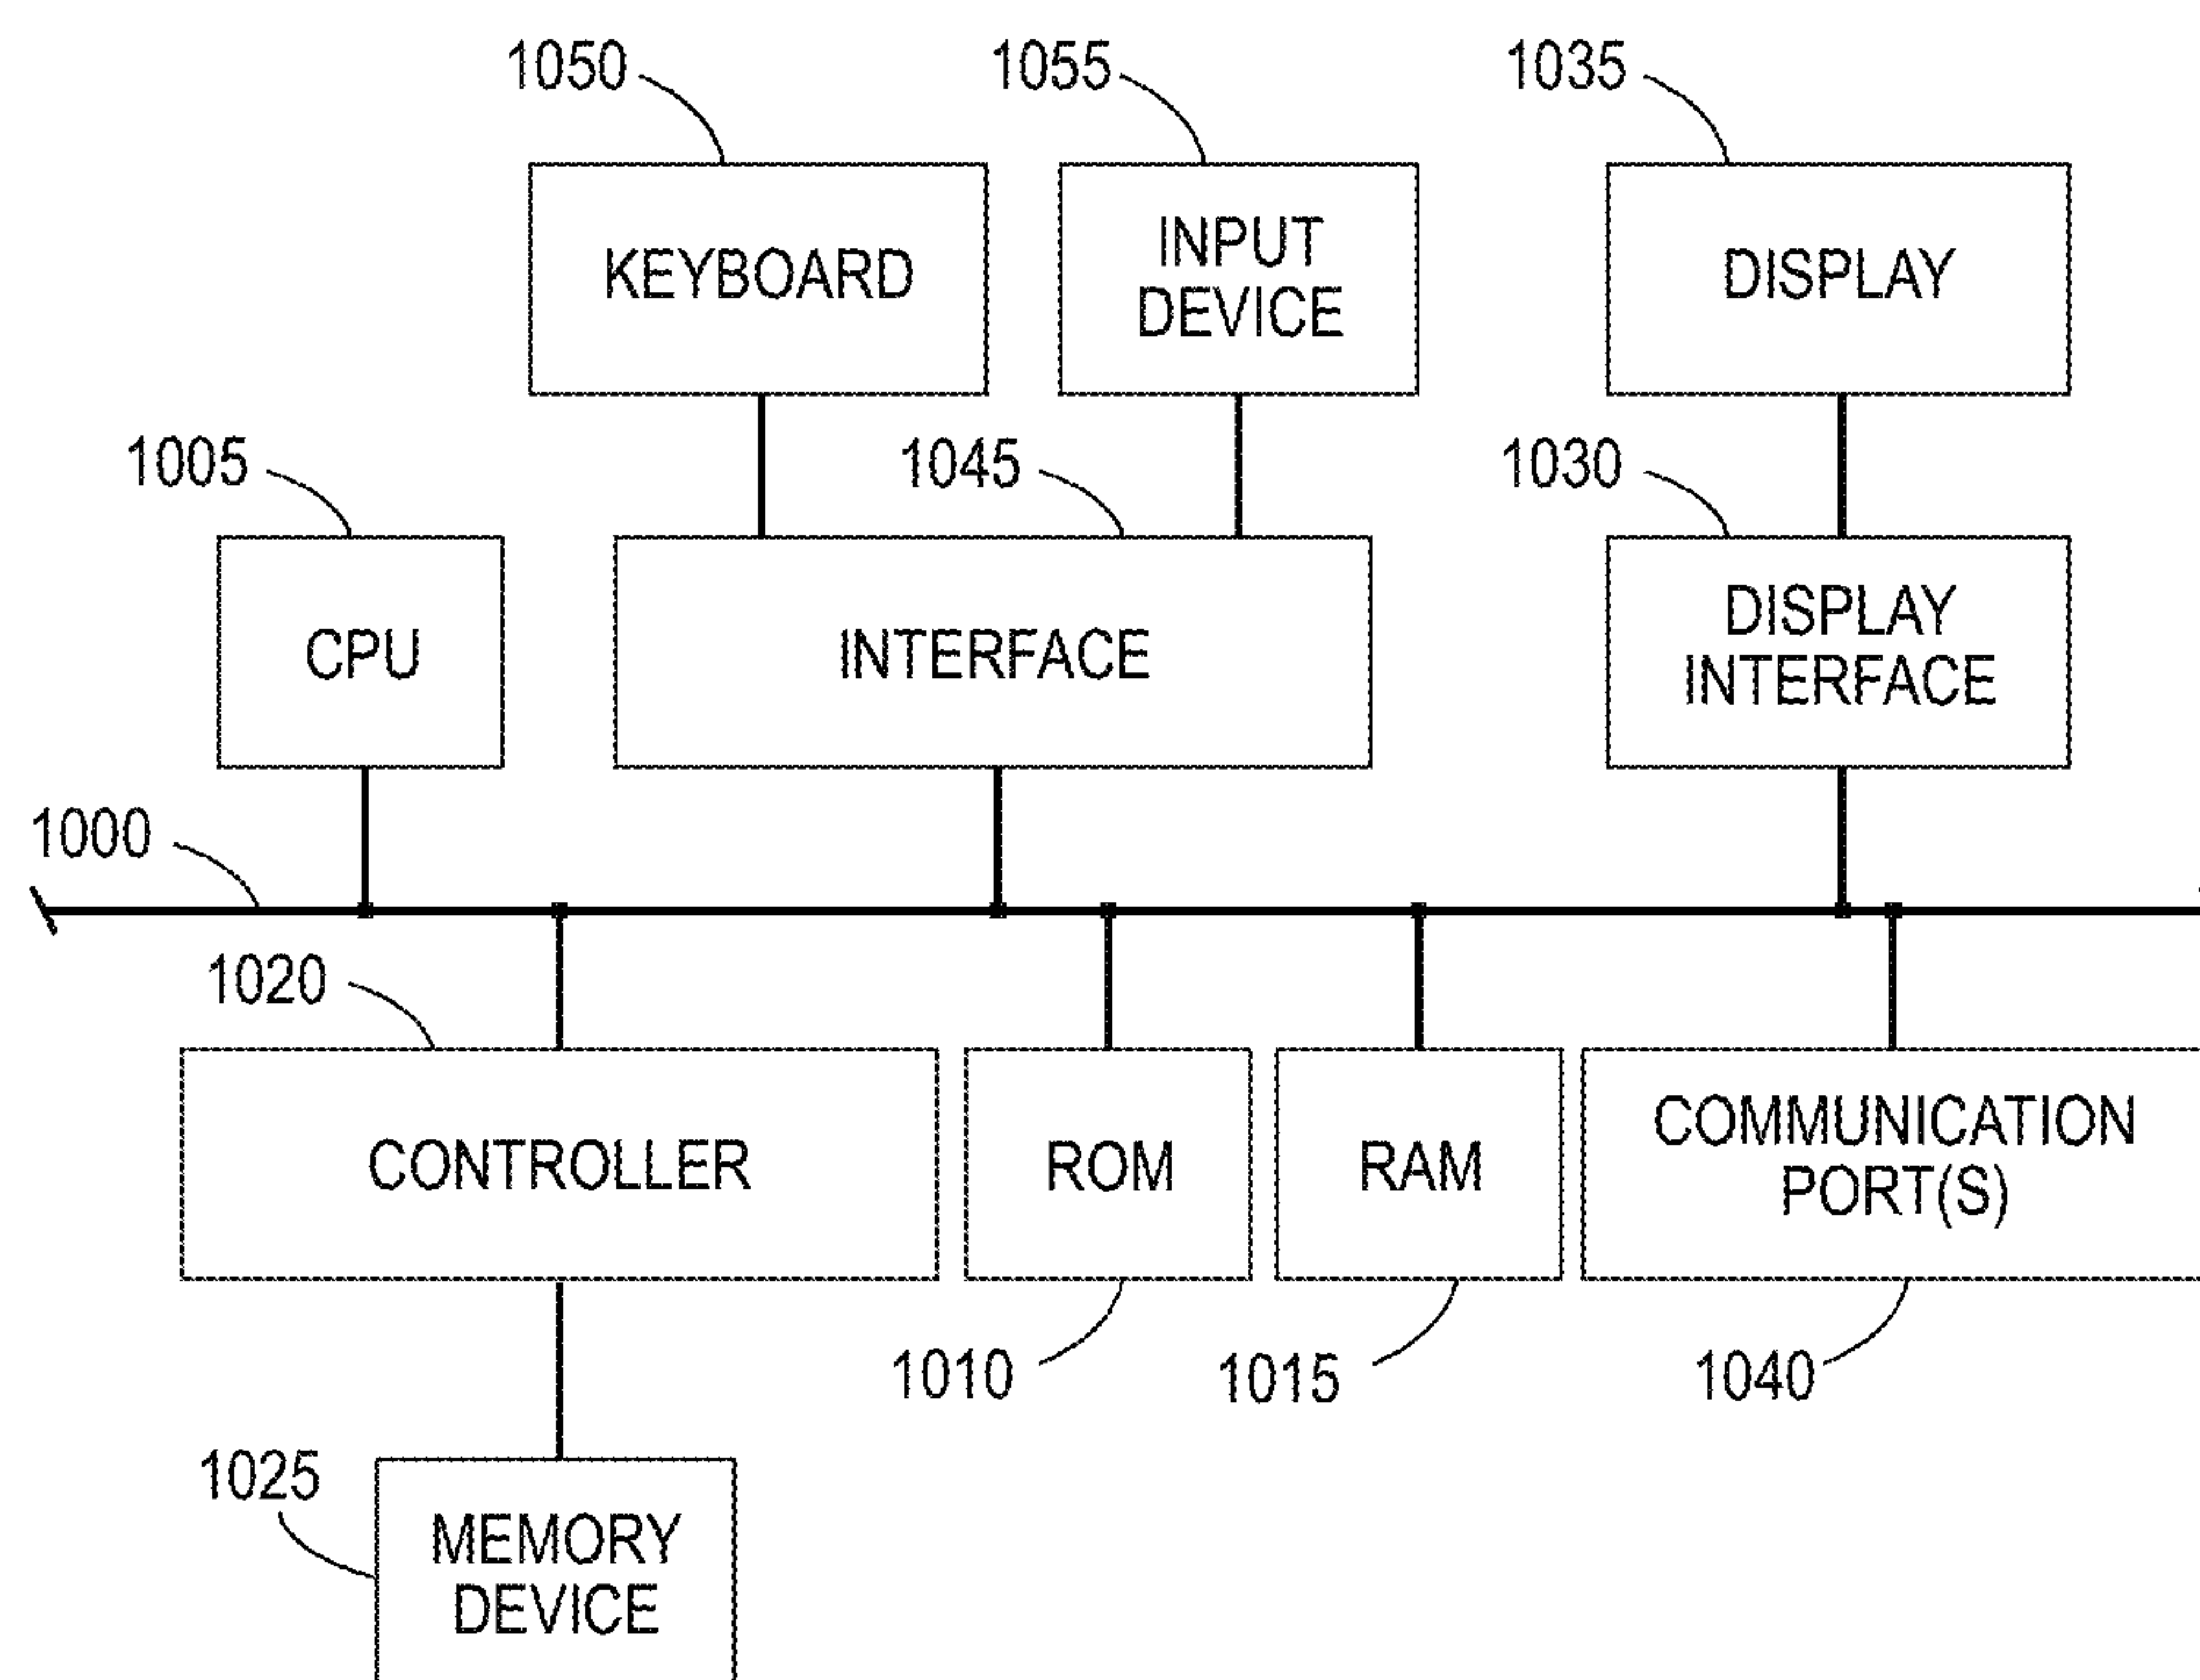 1050
1055
1035
KEYBOARD
INPUT
DEVICE
DISPLAY
1005
1045
1030
CPU
INTERFACE
DISPLAY
INTERFACE
1000
1020
CONTROLLER
ROM
RAM
COMMUNICATION
PORT(S)
1010
1015
1040
1025
MEMORY
DEVICE